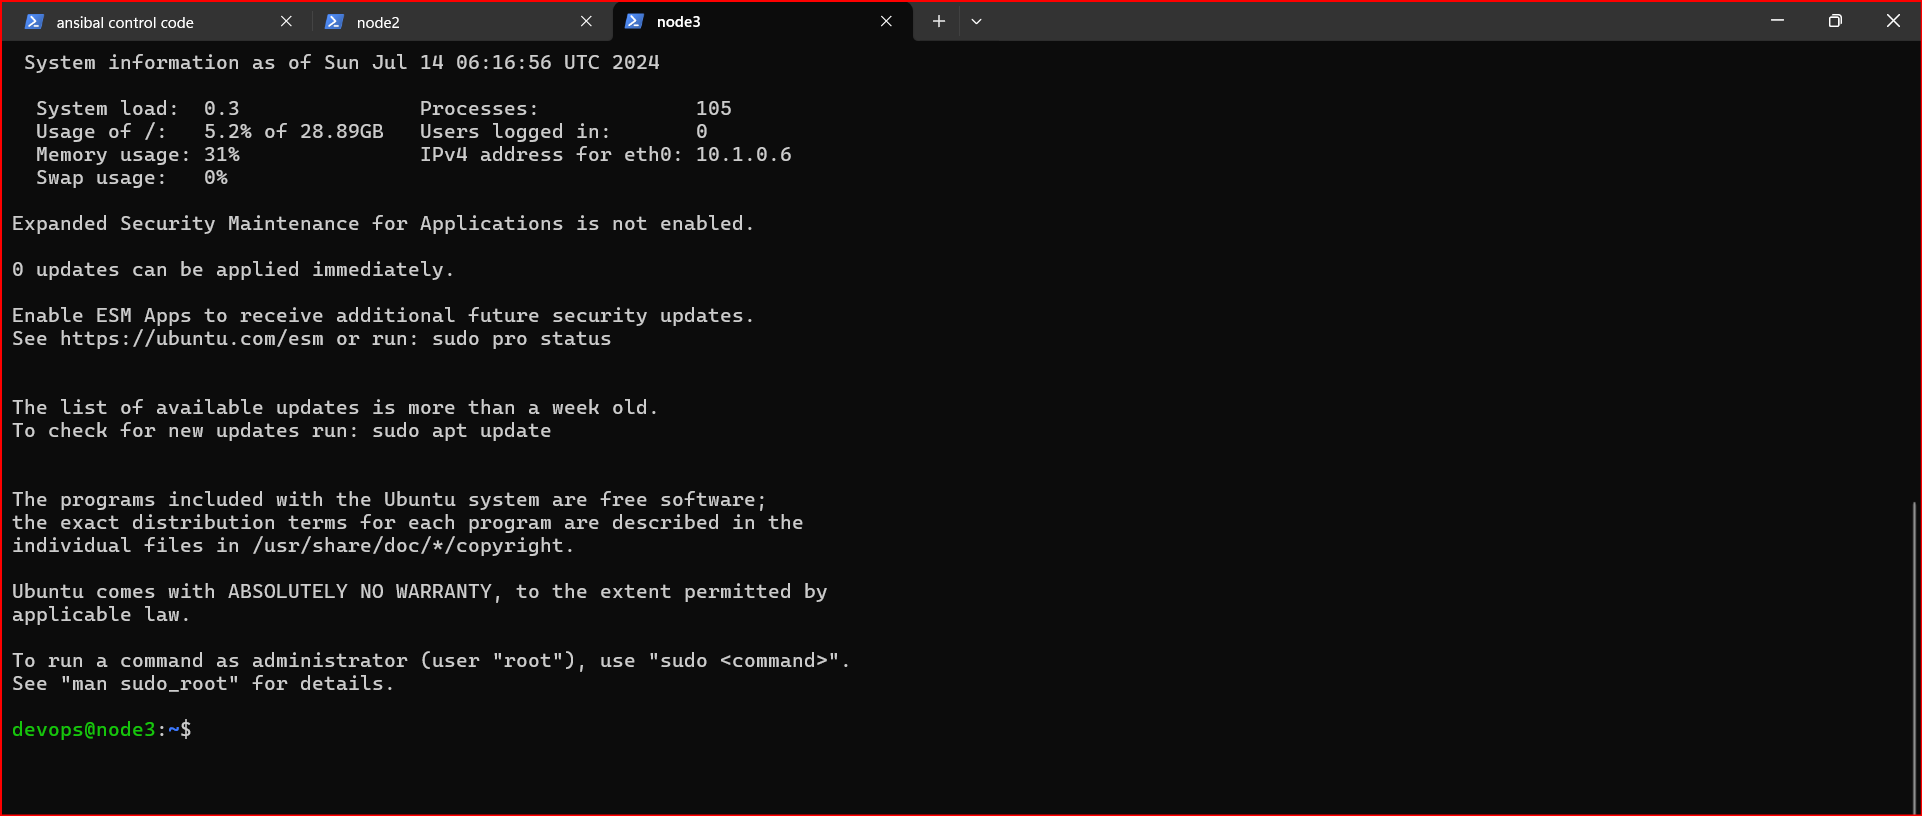 ansibal control code
node2
node3
System information as of Sun Jul 14 06:16:56 UTC 2024
System load:  0.3               Processes:             105
Usage of /:   5.2% of 28.89GB   Users logged in:       0
Memory usage: 31%               IPv4 address for eth0: 10.1.0.6
Swap usage:   0%
Expanded Security Maintenance for Applications is not enabled.
0 updates can be applied immediately.
Enable ESM Apps to receive additional future security updates.
See https://ubuntu.com/esm or run: sudo pro status
The list of available updates is more than a week old.
To check for new updates run: sudo apt update
The programs included with the Ubuntu system are free software;
the exact distribution terms for each program are described in the
individual files in /usr/share/doc/*/copyright.
Ubuntu comes with ABSOLUTELY NO WARRANTY, to the extent permitted by
applicable law.
To run a command as administrator (user "root"), use "sudo <command>".
See "man sudo_root" for details.
devops@node3:~$